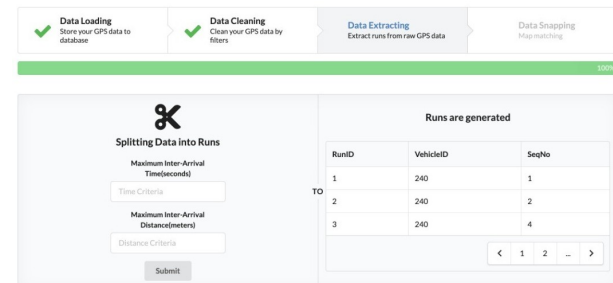 Data Loading
Store your GPS data to
database
Data Cleaning
Clean your GPS data by
filters
Data Extracting
Extract runs from raw GPS data
Data Snapping
Map matching
100%
Splitting Data into Runs
Maximum Inter-Arrival
Time(seconds)
Time Criteria
Maximum Inter-Arrival
Distance(meters)
Distance Criteria
Submit
TO
Runs are generated
RunID VehicleID SeqNo
1 240 1
2 240 2
3 240 4
< 1 2 ... >